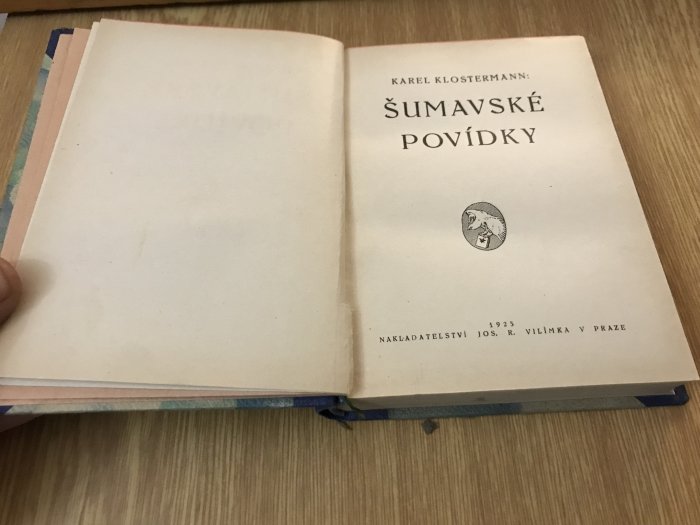 KAREL KLOSTERMANN:
ŠUMAVSKÉ
POVÍDKY
1925
NAKLADATELSTVÍ JOS. R. VILÍMKA V PRAZE